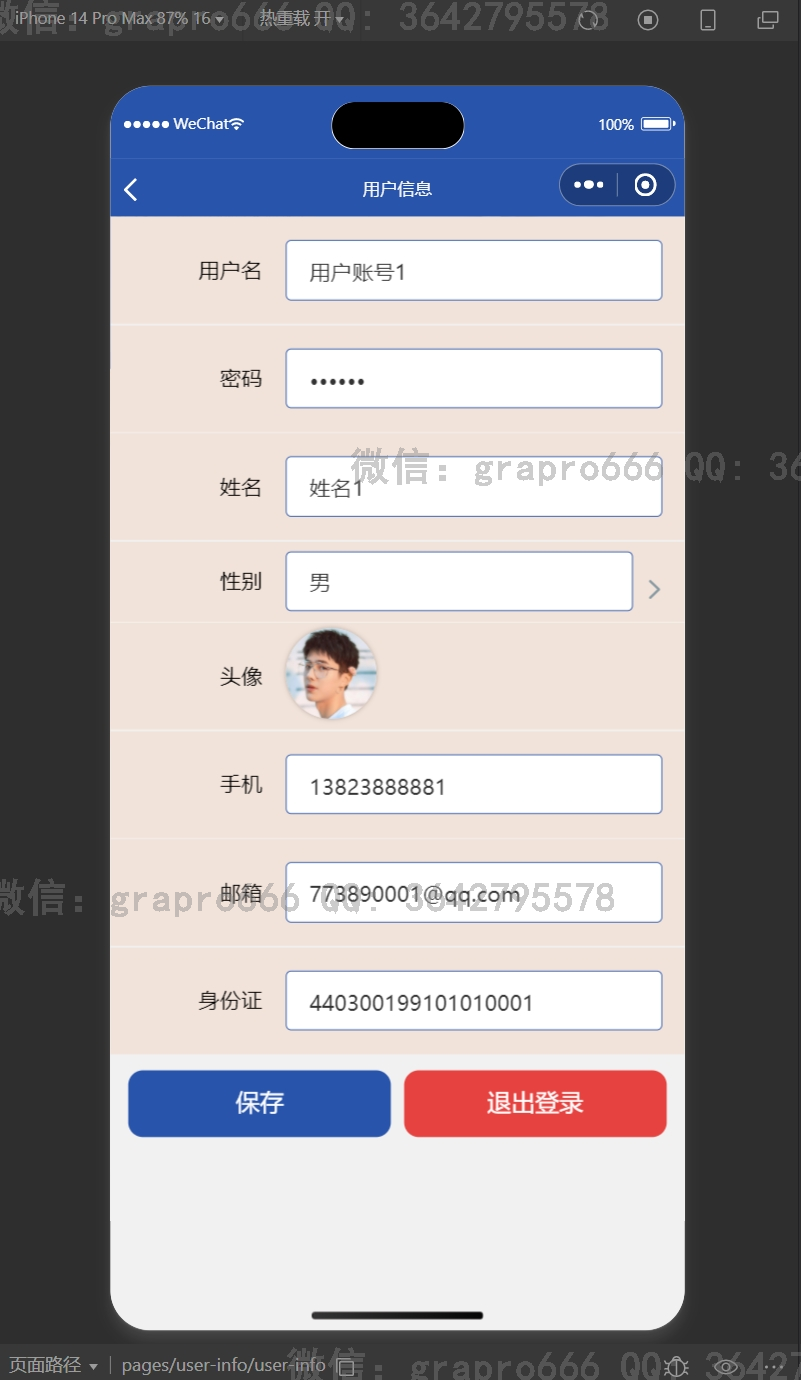 iPhone 14 Pro Max 87% 16 热重载 开
微信：grapro666 QQ：3642795578
WeChat 100%
用户信息
用户名 用户账号1
密码 ••••••
微信：grapro666 QQ：36
姓名 姓名1
性别 男
头像
手机 13823888881
邮箱 773890001@qq.com
微信：grapro666 QQ：3642795578
身份证 440300199101010001
保存 退出登录
页面路径 pages/user-info/user-info
微信：grapro666 QQ：3642